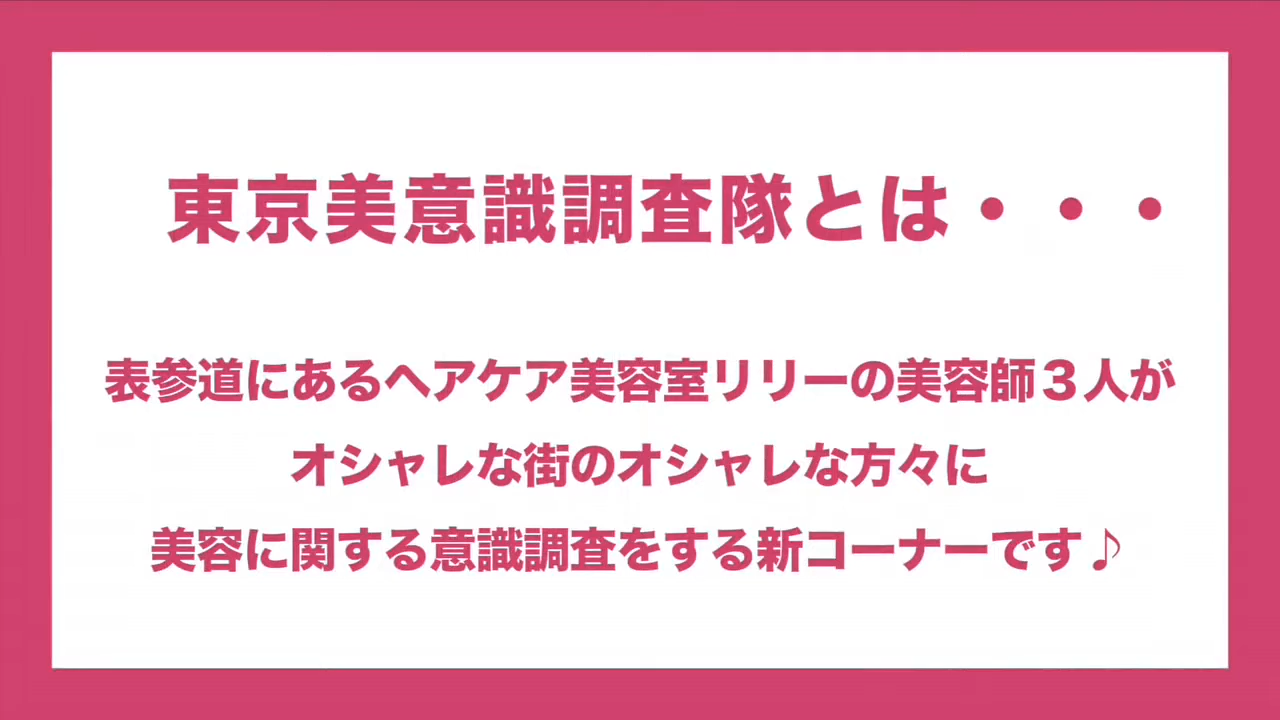 東京美意識調査隊とは・・・
表参道にあるヘアケア美容室リリーの美容師３人が
オシャレな街のオシャレな方々に
美容に関する意識調査をする新コーナーです♪